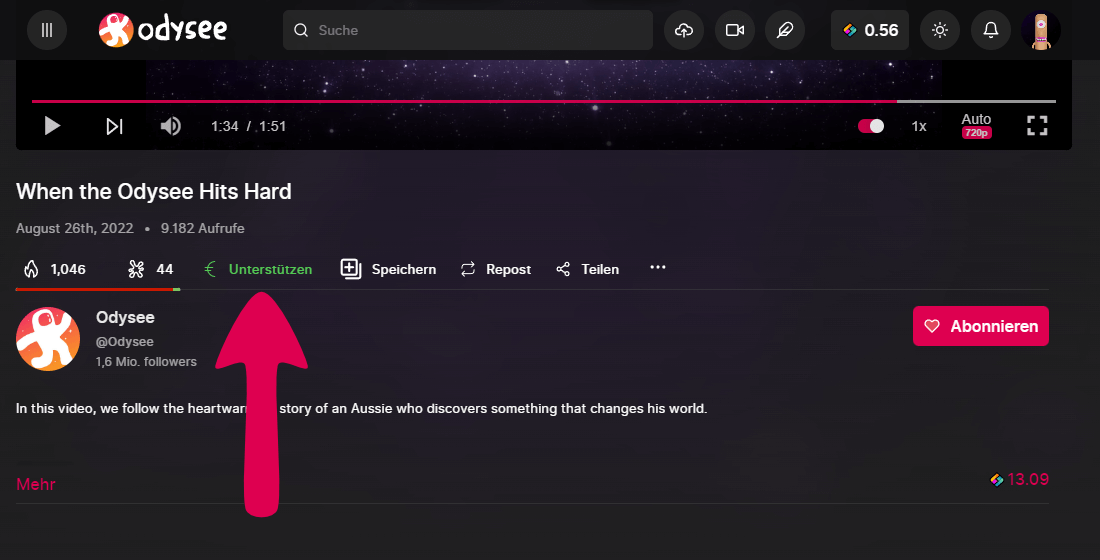 odysee
Suche
0.56
1:34 / 1:51
1x
Auto
720p
When the Odysee Hits Hard
August 26th, 2022 • 9.182 Aufrufe
1,046
44
€ Unterstützen
Speichern
Repost
Teilen
Odysee
@Odysee
1,6 Mio. followers
Abonnieren
In this video, we follow the heartwar story of an Aussie who discovers something that changes his world.
Mehr
13.09